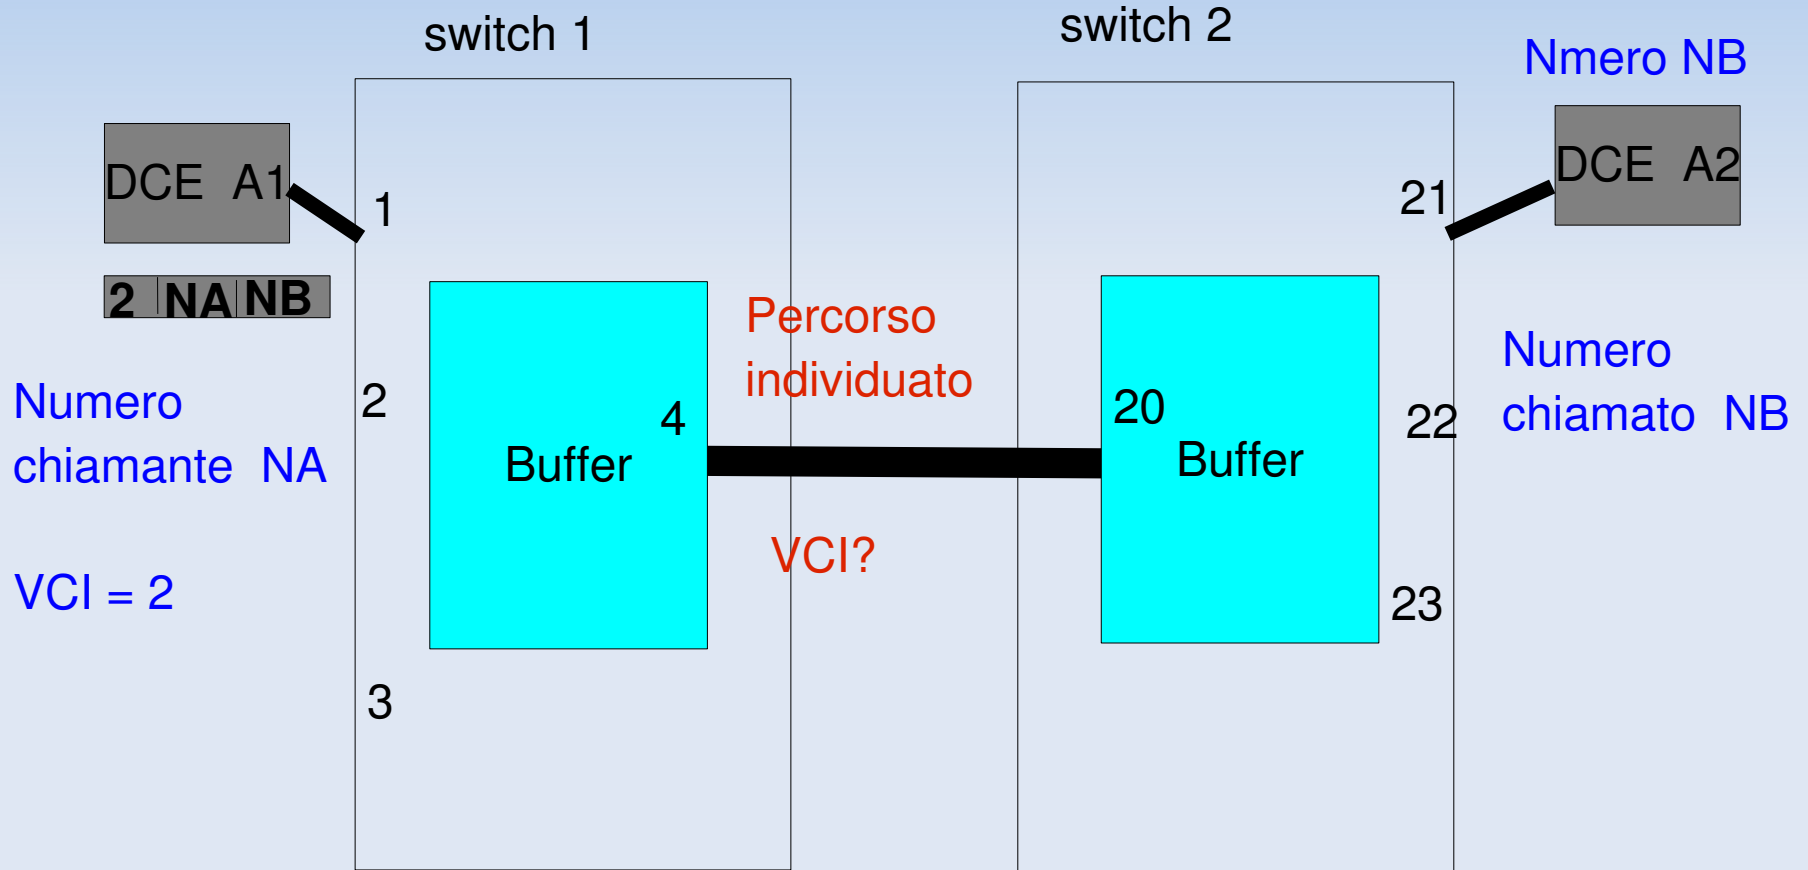 switch 1
switch 2
Nmero NB
DCE A1
DCE A2
1
21
2 NA NB
Percorso
individuato
Numero
chiamato NB
Numero
chiamante NA
2
4
20
22
Buffer
Buffer
VCI?
VCI = 2
23
3